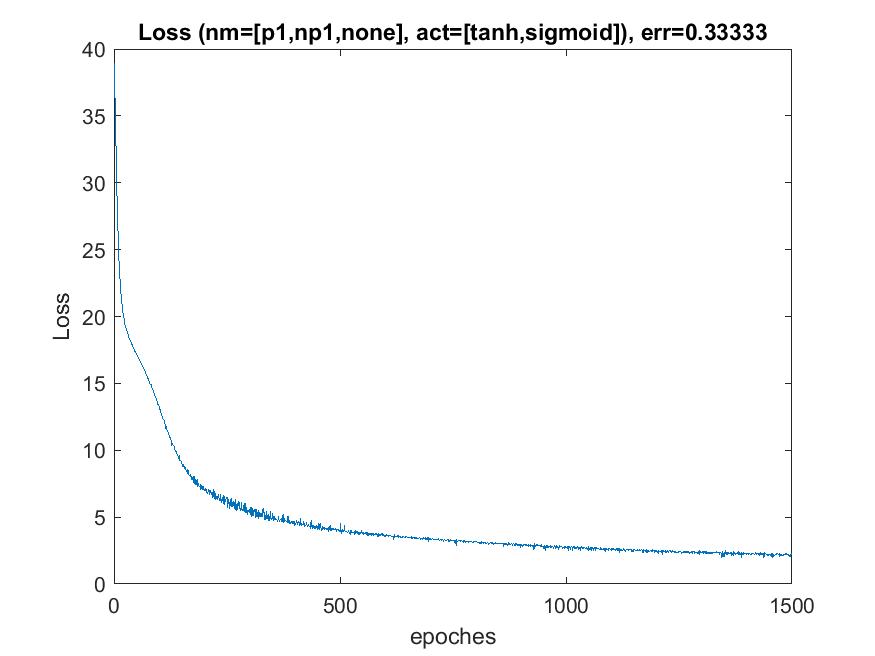 Loss (nm=[p1,np1,none], act=[tanh,sigmoid]), err=0.33333
40
35
30
25
20
15
10
5
0
Loss
0 500 1000 1500
epoches